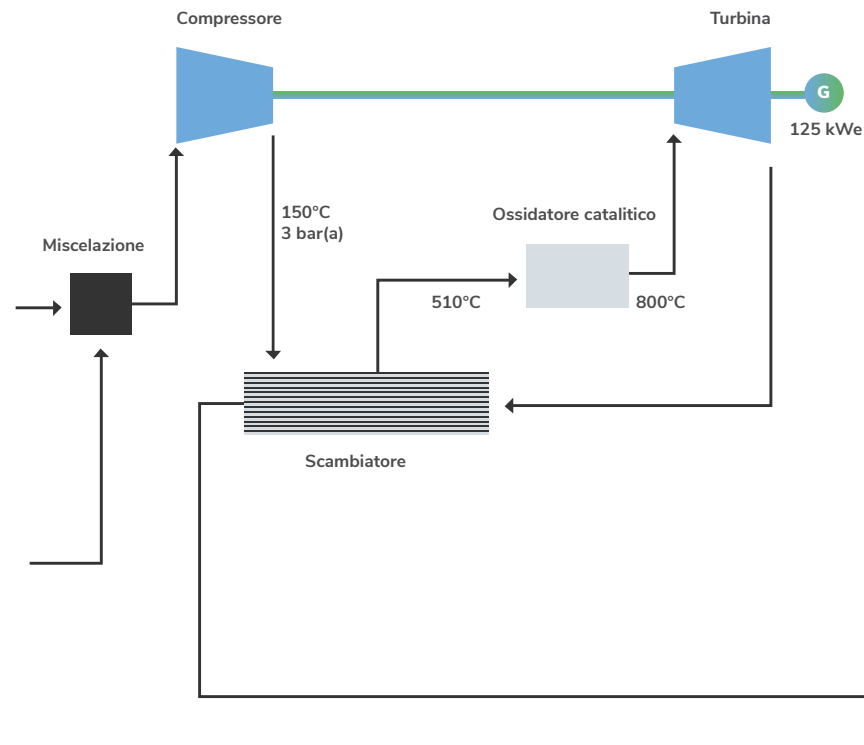 Compressore
Turbina
G
125 kWe
150°C
3 bar(a)
Ossidatore catalitico
Miscelazione
510°C
800°C
Scambiatore